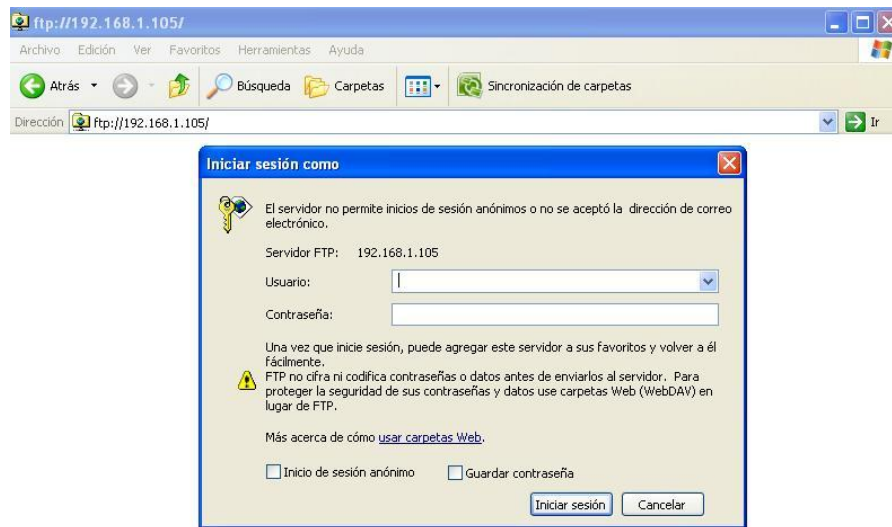 ftp://192.168.1.105/
Archivo Edición Ver Favoritos Herramientas Ayuda
Atrás Búsqueda Carpetas Sincronización de carpetas
Dirección ftp://192.168.1.105/ Ir
Iniciar sesión como
El servidor no permite inicios de sesión anónimos o no se aceptó la dirección de correo
electrónico.
Servidor FTP: 192.168.1.105
Usuario:
Contraseña:
Una vez que inicie sesión, puede agregar este servidor a sus favoritos y volver a él
fácilmente.
FTP no cifra ni codifica contraseñas o datos antes de enviarlos al servidor. Para
proteger la seguridad de sus contraseñas y datos use carpetas Web (WebDAV) en
lugar de FTP.
Más acerca de cómo usar carpetas Web.
Inicio de sesión anónimo Guardar contraseña
Iniciar sesión Cancelar